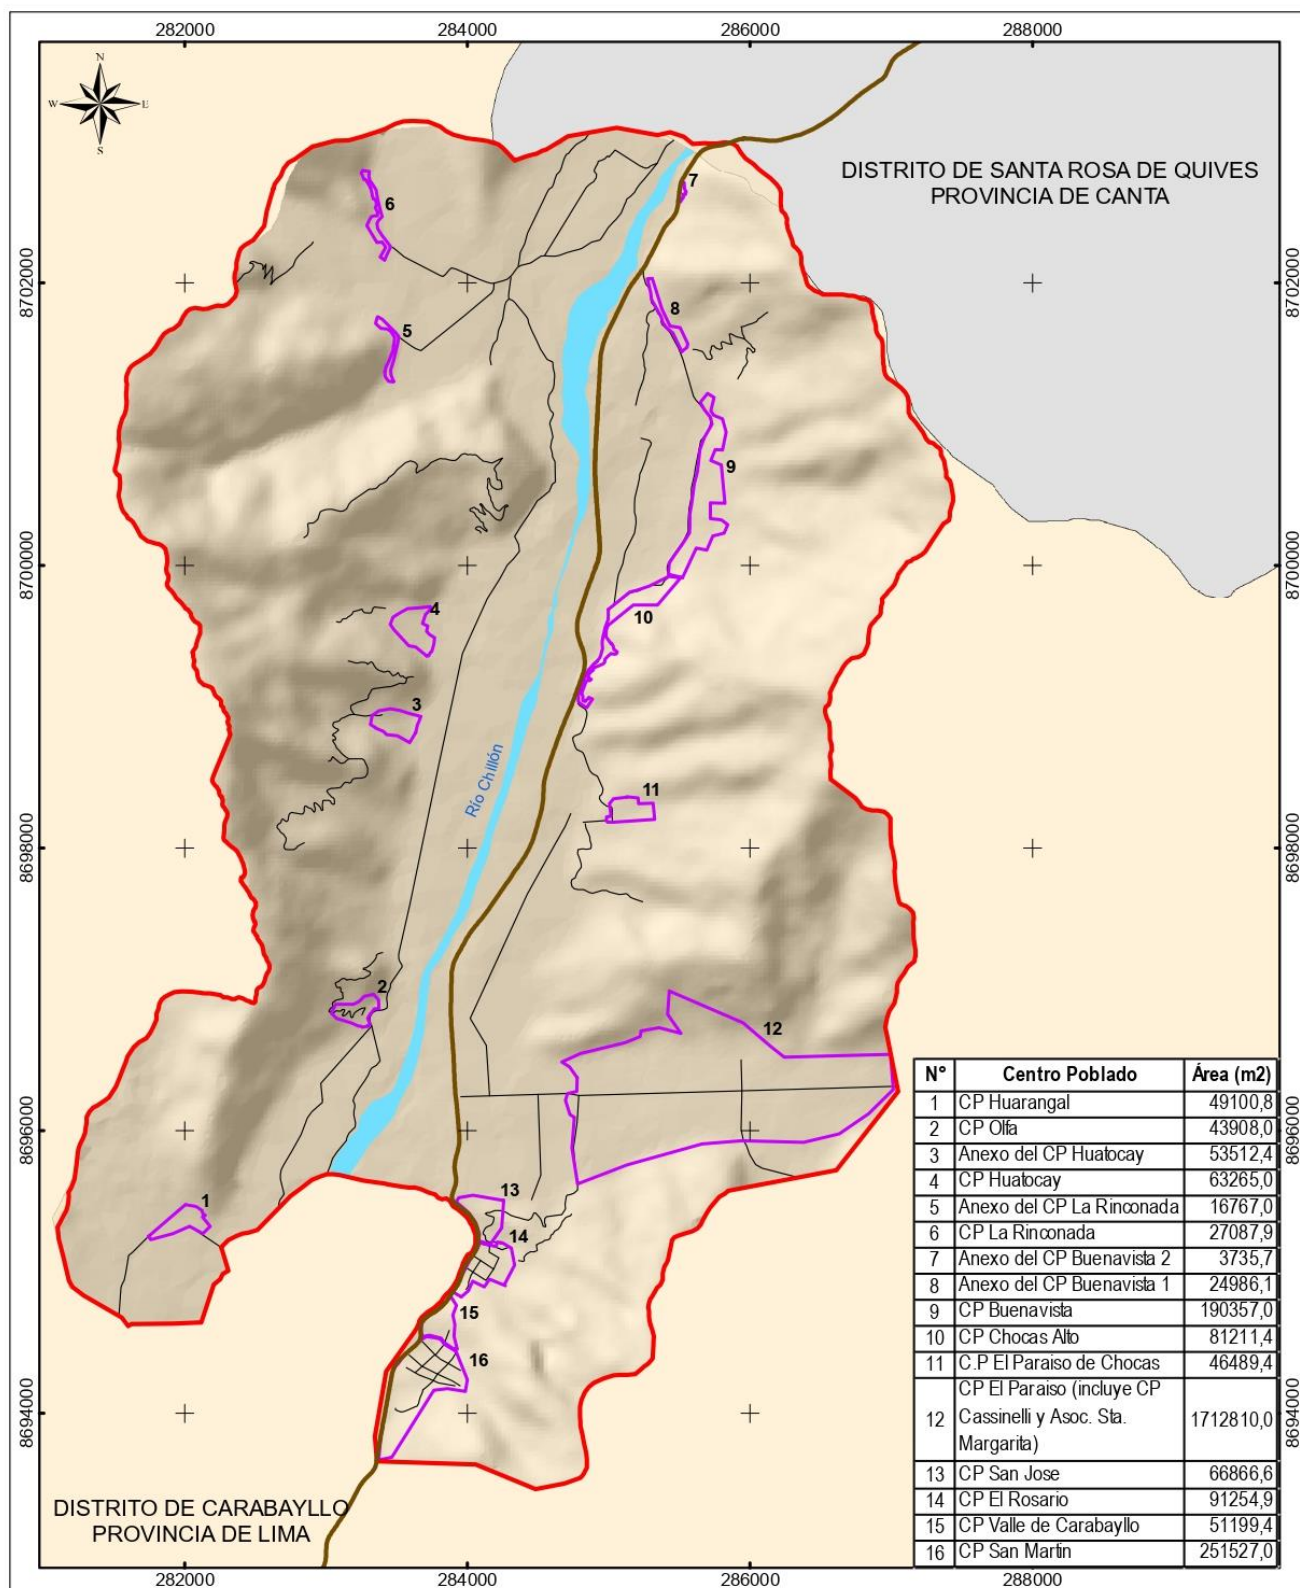 282000
284000
286000
288000
N
W
E
S
DISTRITO DE SANTA ROSA DE QUIVES
PROVINCIA DE CANTA
7
6
8702000
8702000
8
5
9
8700000
8700000
4
10
3
Río Chillón
11
8698000
8698000
2
12
N° Centro Poblado Área (m2)
1 CP Huarangal 49100,8
2 CP Olfa 43908,0
3 Anexo del CP Huatocay 53512,4
4 CP Huatocay 63265,0
5 Anexo del CP La Rinconada 16767,0
6 CP La Rinconada 27087,9
7 Anexo del CP Buenavista 2 3735,7
8 Anexo del CP Buenavista 1 24986,1
9 CP Buenavista 190357,0
10 CP Chocas Alto 81211,4
11 C.P El Paraiso de Chocas 46489,4
12 CP El Paraiso (incluye CP
Cassinelli y Asoc. Sta.
Margarita) 1712810,0
13 CP San Jose 66866,6
14 CP El Rosario 91254,9
15 CP Valle de Carabayllo 51199,4
16 CP San Martin 251527,0
8696000
8696000
13
1
14
15
16
8694000
8694000
DISTRITO DE CARABAYLLO
PROVINCIA DE LIMA
282000
284000
286000
288000